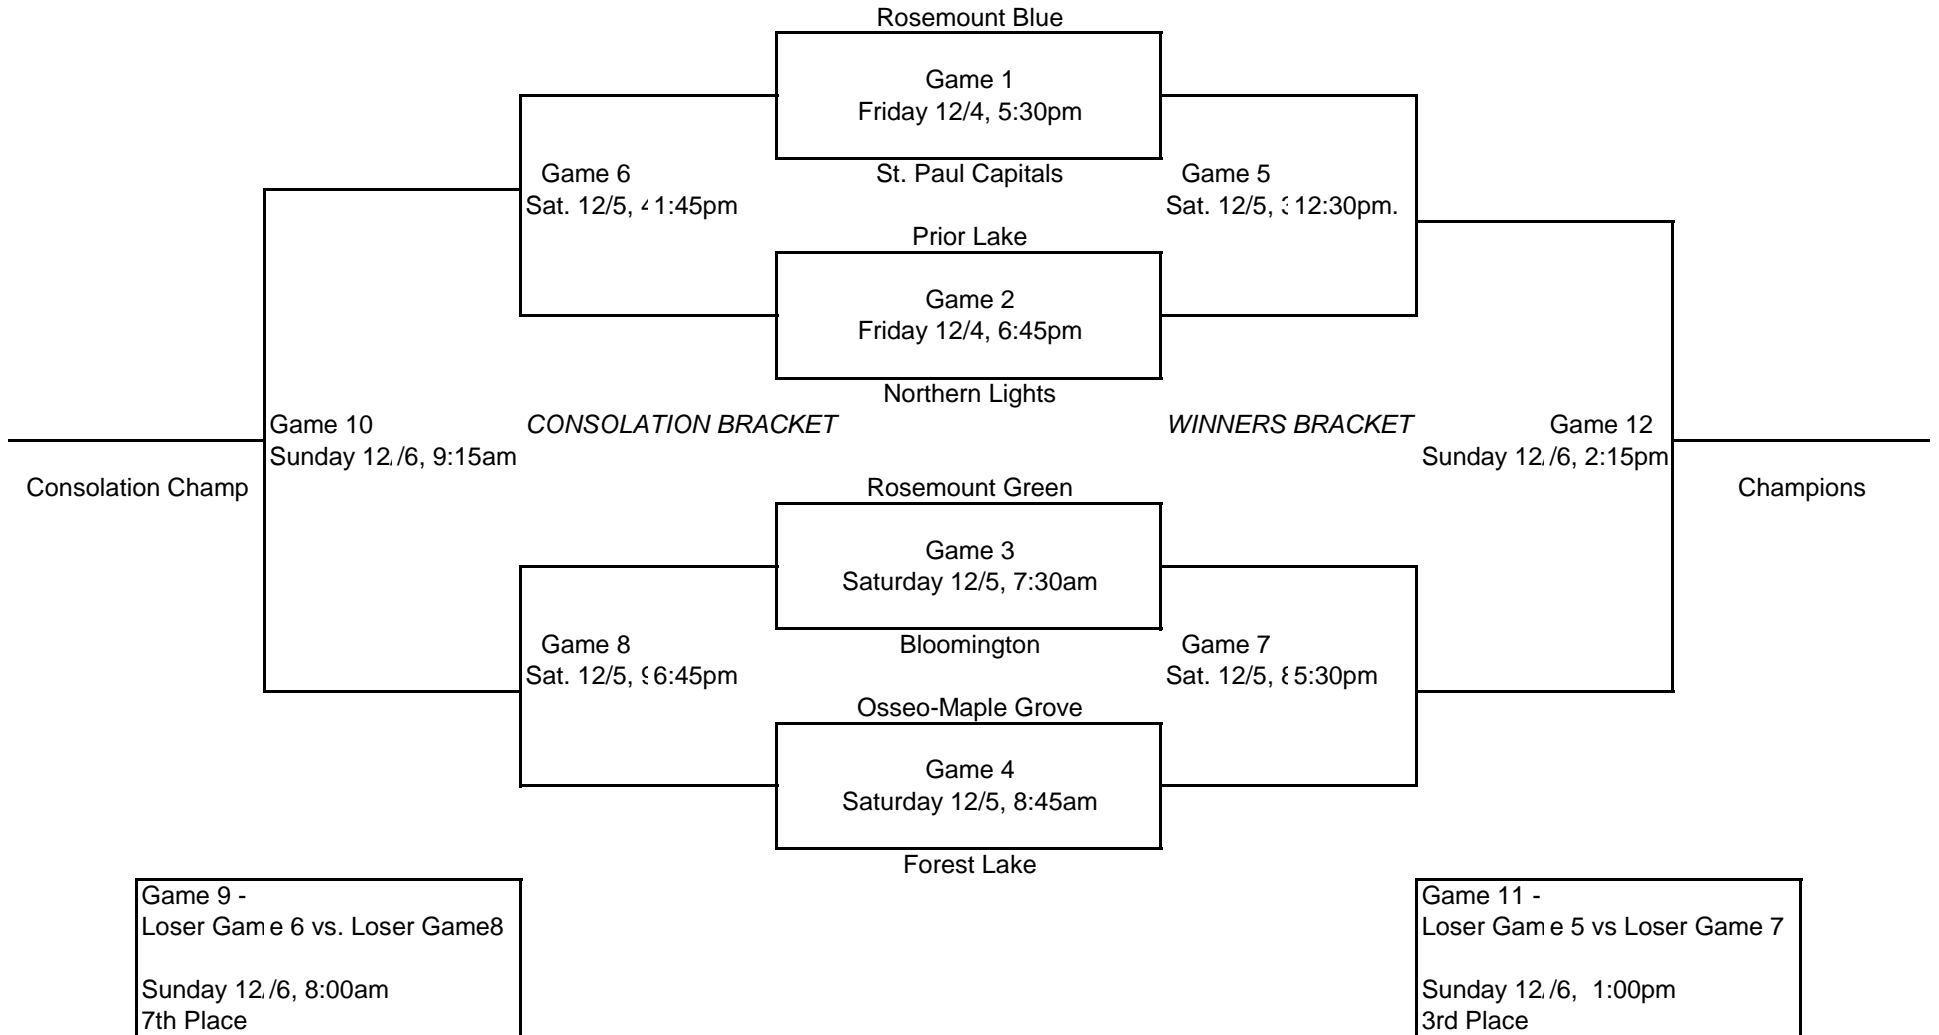 Rosemount Blue
Game 1
Friday 12/4, 5:30pm
St. Paul Capitals
Game 6
Sat. 12/5, 1:45pm
Game 5
Sat. 12/5, 12:30pm.
Prior Lake
Game 2
Friday 12/4, 6:45pm
Northern Lights
Game 10
Sunday 12/6, 9:15am
CONSOLATION BRACKET
WINNERS BRACKET
Game 12
Sunday 12/6, 2:15pm
Consolation Champ
Champions
Rosemount Green
Game 3
Saturday 12/5, 7:30am
Bloomington
Game 8
Sat. 12/5, 6:45pm
Game 7
Sat. 12/5, 5:30pm
Osseo-Maple Grove
Game 4
Saturday 12/5, 8:45am
Forest Lake
Game 9 -
Loser Game 6 vs. Loser Game8
Sunday 12/6, 8:00am
7th Place
Game 11 -
Loser Game 5 vs Loser Game 7
Sunday 12/6, 1:00pm
3rd Place